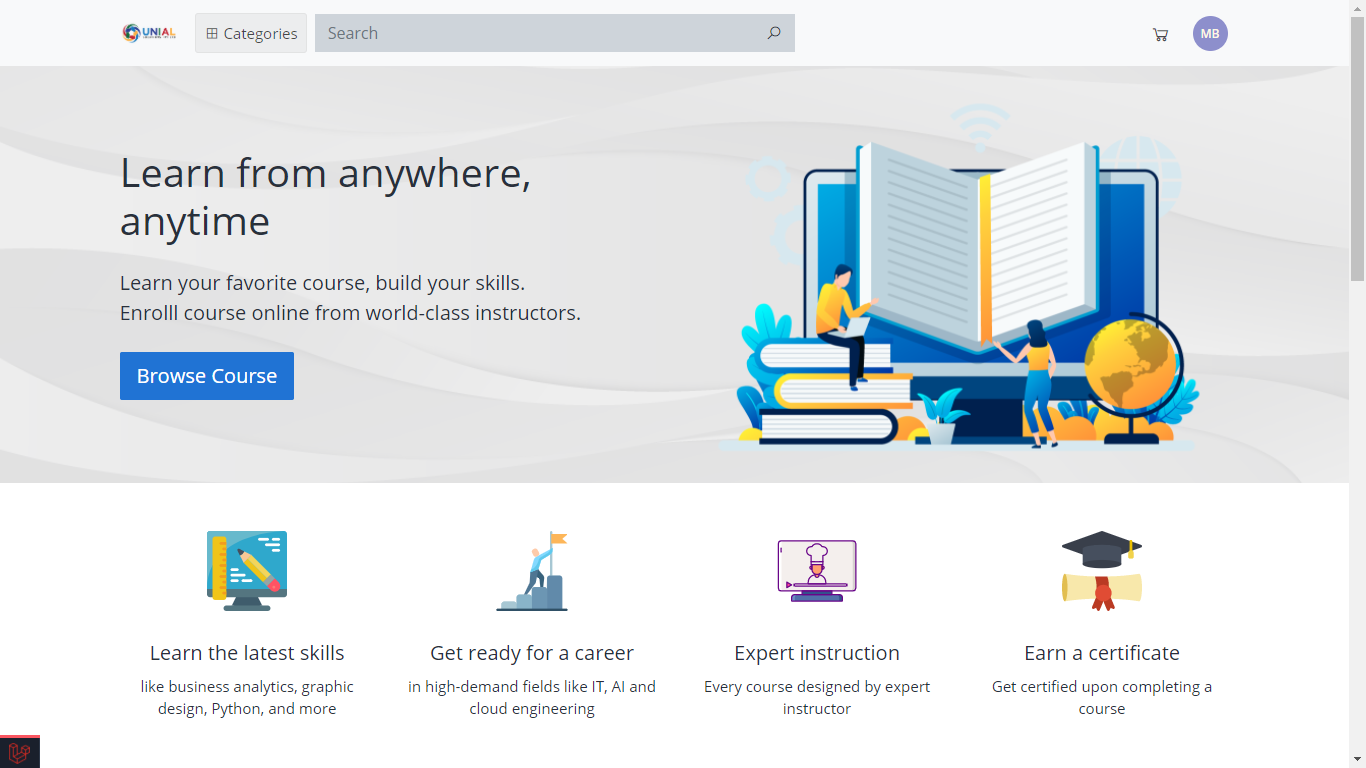 UNIAL
Categories
Search
MB
Learn from anywhere,
anytime
Learn your favorite course, build your skills.
Enrolll course online from world-class instructors.
Browse Course
Learn the latest skills
like business analytics, graphic
design, Python, and more
Get ready for a career
in high-demand fields like IT, AI and
cloud engineering
Expert instruction
Every course designed by expert
instructor
Earn a certificate
Get certified upon completing a
course